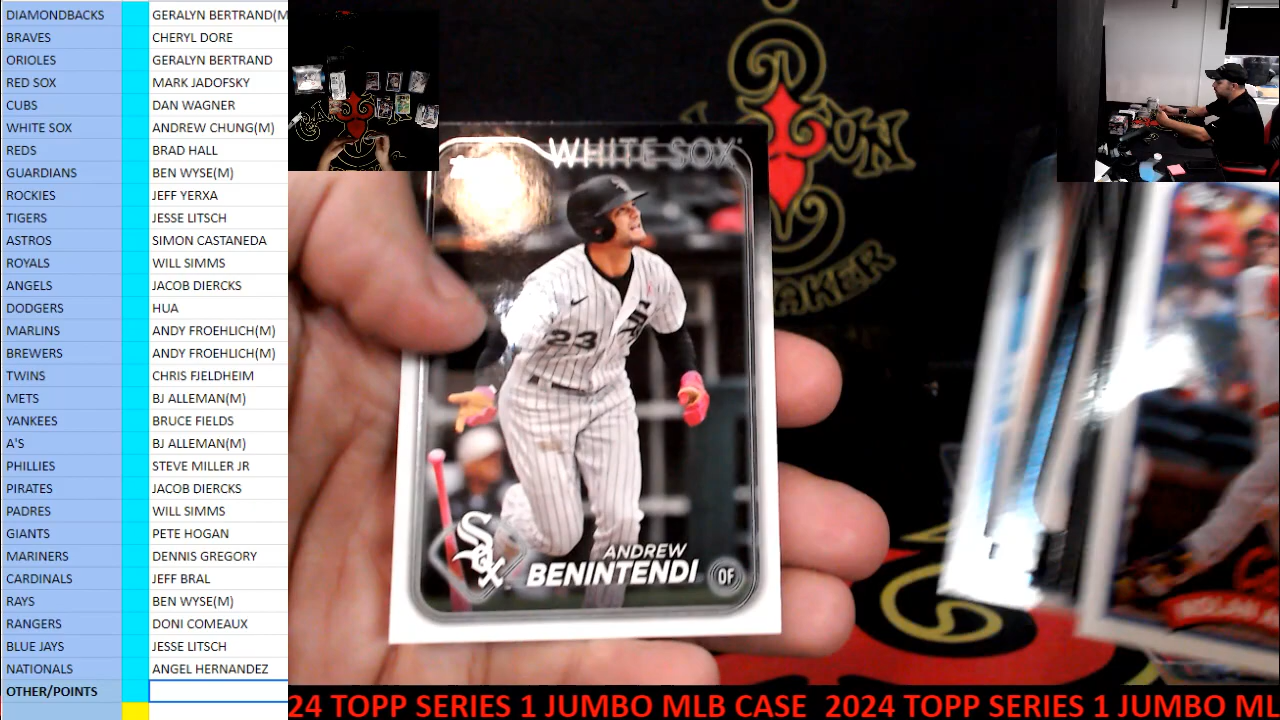 DIAMONDBACKS GERALYN BERTRAND(M
BRAVES CHERYL DORE
ORIOLES GERALYN BERTRAND
RED SOX MARK JADOFSKY
CUBS DAN WAGNER
WHITE SOX ANDREW CHUNG(M)
REDS BRAD HALL
GUARDIANS BEN WYSE(M)
ROCKIES JEFF YERXA
TIGERS JESSE LITSCH
ASTROS SIMON CASTANEDA
ROYALS WILL SIMMS
ANGELS JACOB DIERCKS
DODGERS HUA
MARLINS ANDY FROEHLICH(M)
BREWERS ANDY FROEHLICH(M)
TWINS CHRIS FJELDHEIM
METS BJ ALLEMAN(M)
YANKEES BRUCE FIELDS
A'S BJ ALLEMAN(M)
PHILLIES STEVE MILLER JR
PIRATES JACOB DIERCKS
PADRES WILL SIMMS
GIANTS PETE HOGAN
MARINERS DENNIS GREGORY
CARDINALS JEFF BRAL
RAYS BEN WYSE(M)
RANGERS DONI COMEAUX
BLUE JAYS JESSE LITSCH
NATIONALS ANGEL HERNANDEZ
OTHER/POINTS
WHITE SOX
23
SOX
ANDREW
BENINTENDI OF
24 TOPP SERIES 1 JUMBO MLB CASE 2024 TOPP SERIES 1 JUMBO ML